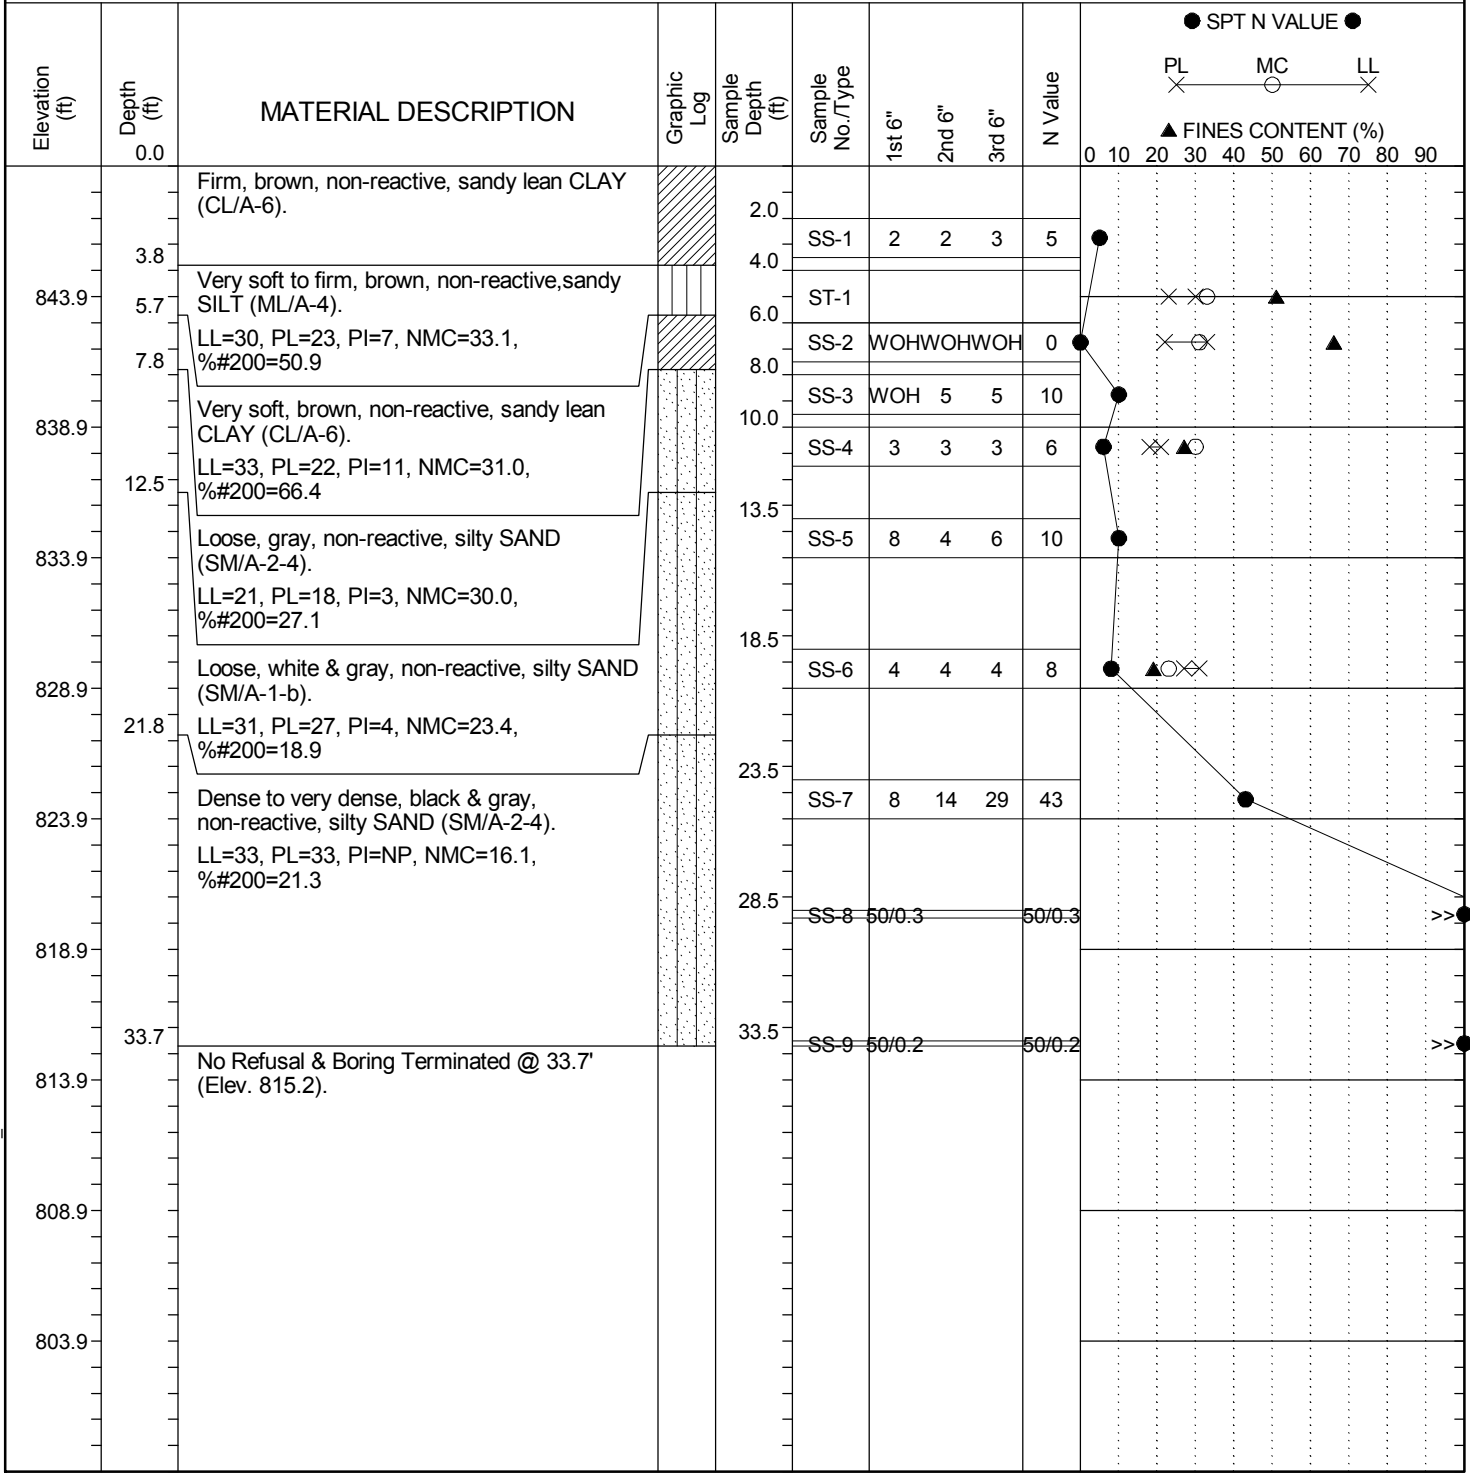 ● SPT N VALUE ●
PL MC LL
▲ FINES CONTENT (%)
0 10 20 30 40 50 60 70 80 90
Elevation
(ft)
Depth
(ft)
0.0
MATERIAL DESCRIPTION
Graphic
Log
Sample
Depth
(ft)
Sample
No./Type
1st 6"
2nd 6"
3rd 6"
N Value
Firm, brown, non-reactive, sandy lean CLAY
(CL/A-6).
2.0
SS-1 2 2 3 5
3.8
4.0
Very soft to firm, brown, non-reactive,sandy
SILT (ML/A-4).
843.9
5.7
ST-1
6.0
LL=30, PL=23, PI=7, NMC=33.1,
%#200=50.9
SS-2 WOH WOH WOH 0
7.8
8.0
SS-3 WOH 5 5 10
Very soft, brown, non-reactive, sandy lean
CLAY (CL/A-6).
10.0
838.9
SS-4 3 3 3 6
LL=33, PL=22, PI=11, NMC=31.0,
%#200=66.4
12.5
13.5
Loose, gray, non-reactive, silty SAND
(SM/A-2-4).
SS-5 8 4 6 10
833.9
LL=21, PL=18, PI=3, NMC=30.0,
%#200=27.1
18.5
Loose, white & gray, non-reactive, silty SAND
(SM/A-1-b).
SS-6 4 4 4 8
828.9
21.8
LL=31, PL=27, PI=4, NMC=23.4,
%#200=18.9
23.5
Dense to very dense, black & gray,
non-reactive, silty SAND (SM/A-2-4).
SS-7 8 14 29 43
823.9
LL=33, PL=33, PI=NP, NMC=16.1,
%#200=21.3
28.5
SS-8 50/0.3 50/0.3 >>
818.9
33.7
33.5
SS-9 50/0.2 50/0.2 >>
No Refusal & Boring Terminated @ 33.7'
(Elev. 815.2).
813.9
808.9
803.9